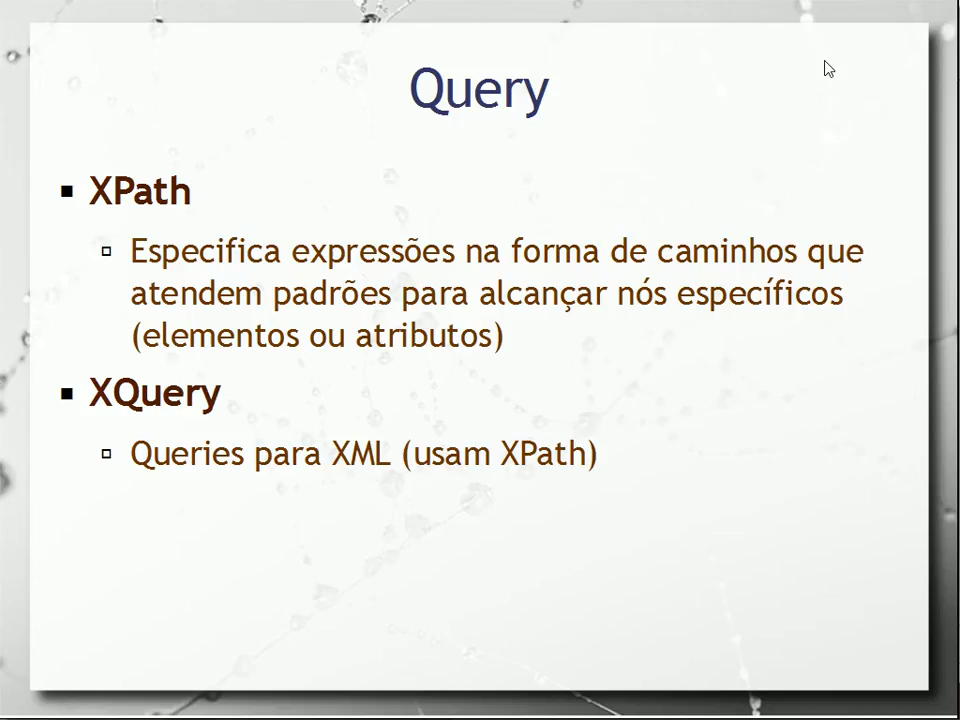 Query
XPath
Especifica expressões na forma de caminhos que
atendem padrões para alcançar nós específicos
(elementos ou atributos)
XQuery
Queries para XML (usam XPath)